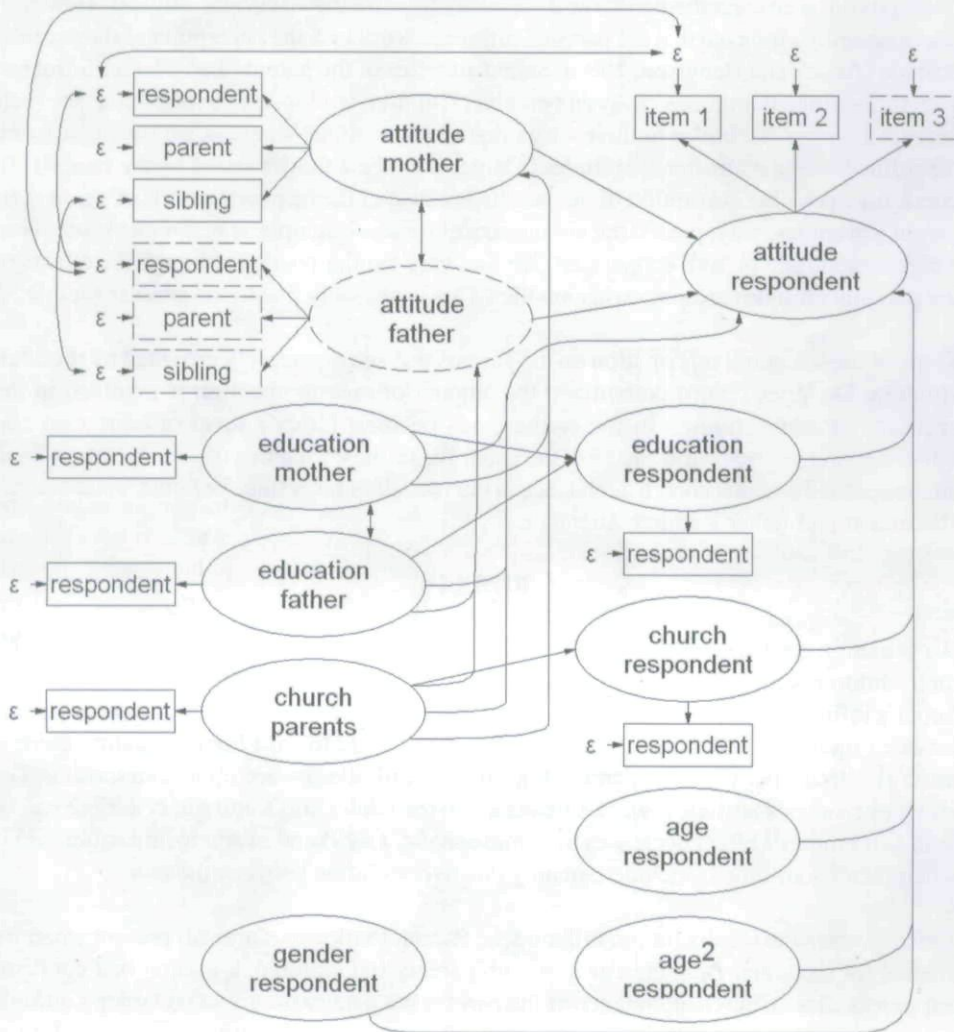 ε ε ε
item 1 item 2 item 3
ε respondent
ε parent
ε sibling
attitude
mother
ε respondent
ε parent
ε sibling
attitude
father
attitude
respondent
ε respondent
education
mother
education
respondent
ε respondent
ε respondent
education
father
church
respondent
ε respondent
church
parents
ε respondent
age
respondent
gender
respondent
age²
respondent